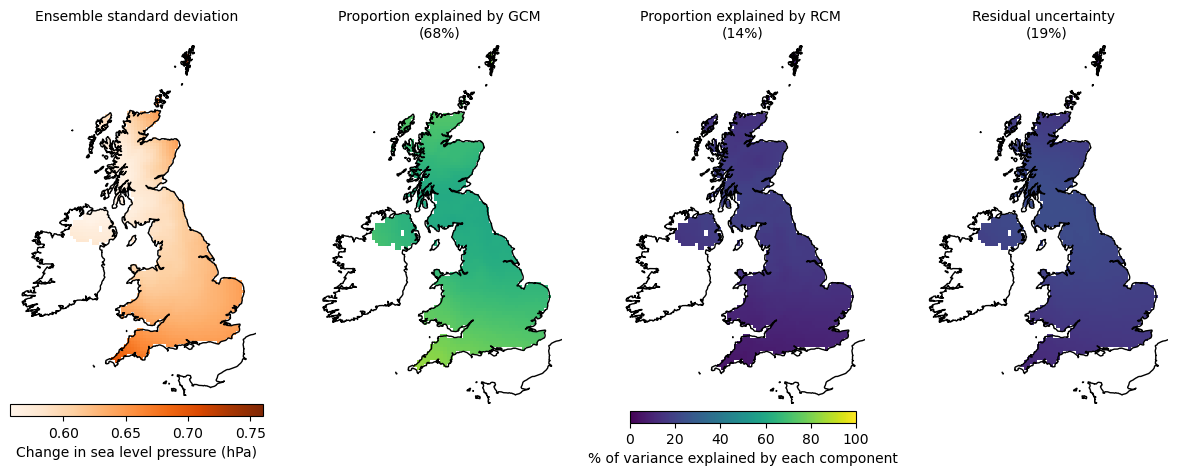 Ensemble standard deviation
Proportion explained by GCM
(68%)
Proportion explained by RCM
(14%)
Residual uncertainty
(19%)
0.60 0.65 0.70 0.75
Change in sea level pressure (hPa)
0 20 40 60 80 100
% of variance explained by each component